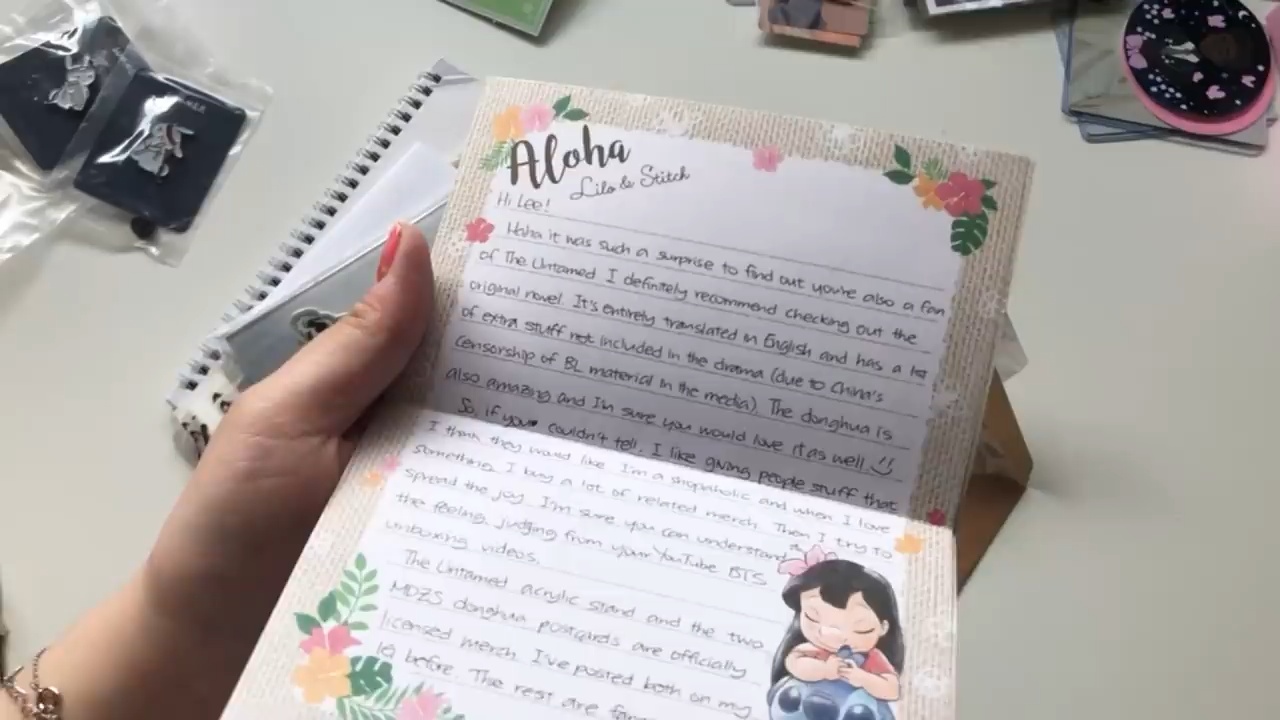 Aloha
Lilo & Stitch
Hi Lee!
Haha it was such a surprise to find out you're also a fan
of The Untamed. I definitely recommend checking out the
original novel. It's entirely translated in English and has a lot
of extra stuff not included in the drama (due to China's
censorship of BL material in the media). The donghua is
also amazing and I'm sure you would love it as well :)
So, if you couldn't tell, I like giving people stuff that
I think they would like. I'm a shopaholic and when I love
something, I buy a lot of related merch. Then I try to
spread the joy. I'm sure you can understand
the feeling, judging from your YouTube BTS
unboxing videos.
The Untamed acrylic stand and the two
MDZS donghua postcards are officially
licensed merch. I've posted both on my
IG before. The rest are